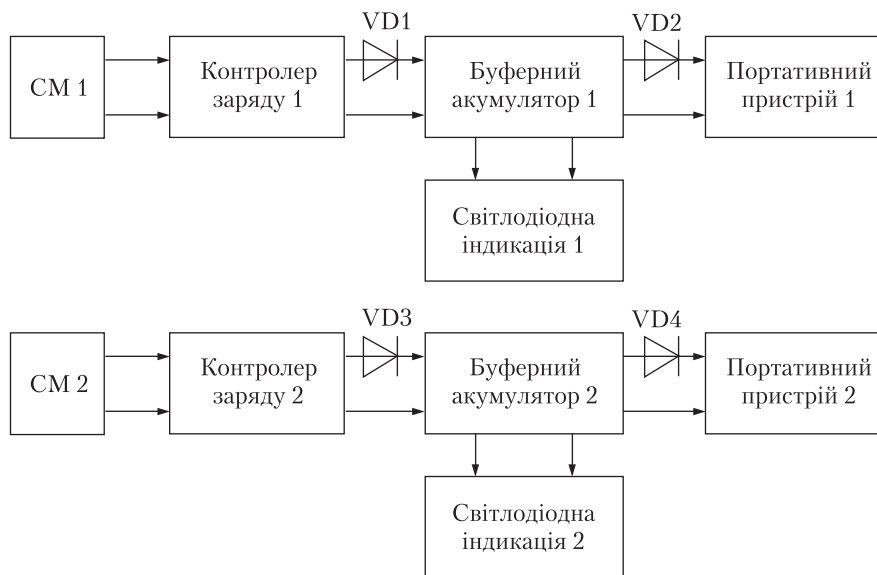 VD1
VD2
СМ 1
Контролер
заряду 1
Буферний
акумулятор 1
Портативний
пристрій 1
Світлодіодна
індикація 1
VD3
VD4
СМ 2
Контролер
заряду 2
Буферний
акумулятор 2
Портативний
пристрій 2
Світлодіодна
індикація 2